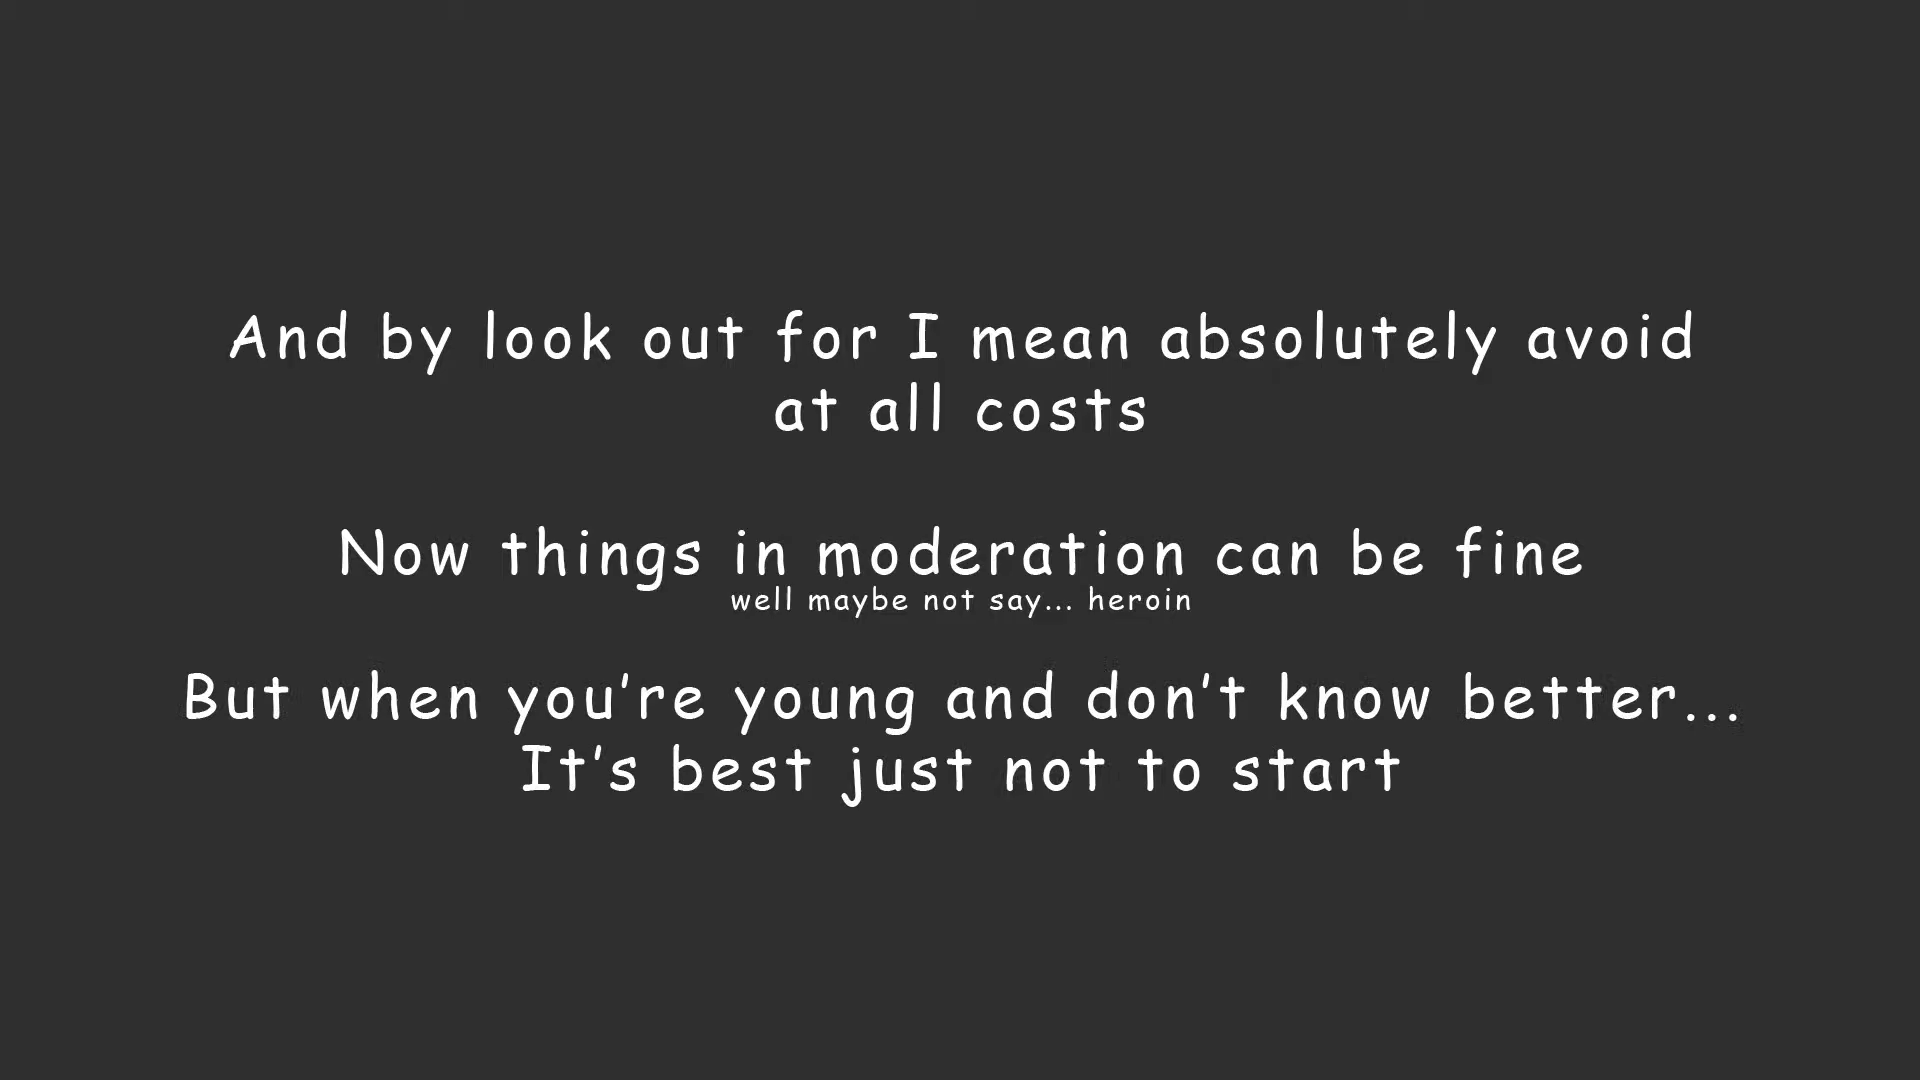 And by look out for I mean absolutely avoid
at all costs
Now things in moderation can be fine
well maybe not say... heroin
But when you’re young and don’t know better...
It’s best just not to start